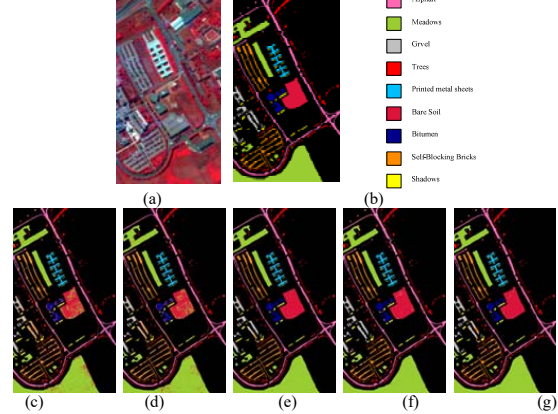 Asphalt
Meadows
Grvel
Trees
Printed metal sheets
Bare Soil
Bitumen
Self-Blocking Bricks
Shadows
(a)
(b)
(c)
(d)
(e)
(f)
(g)